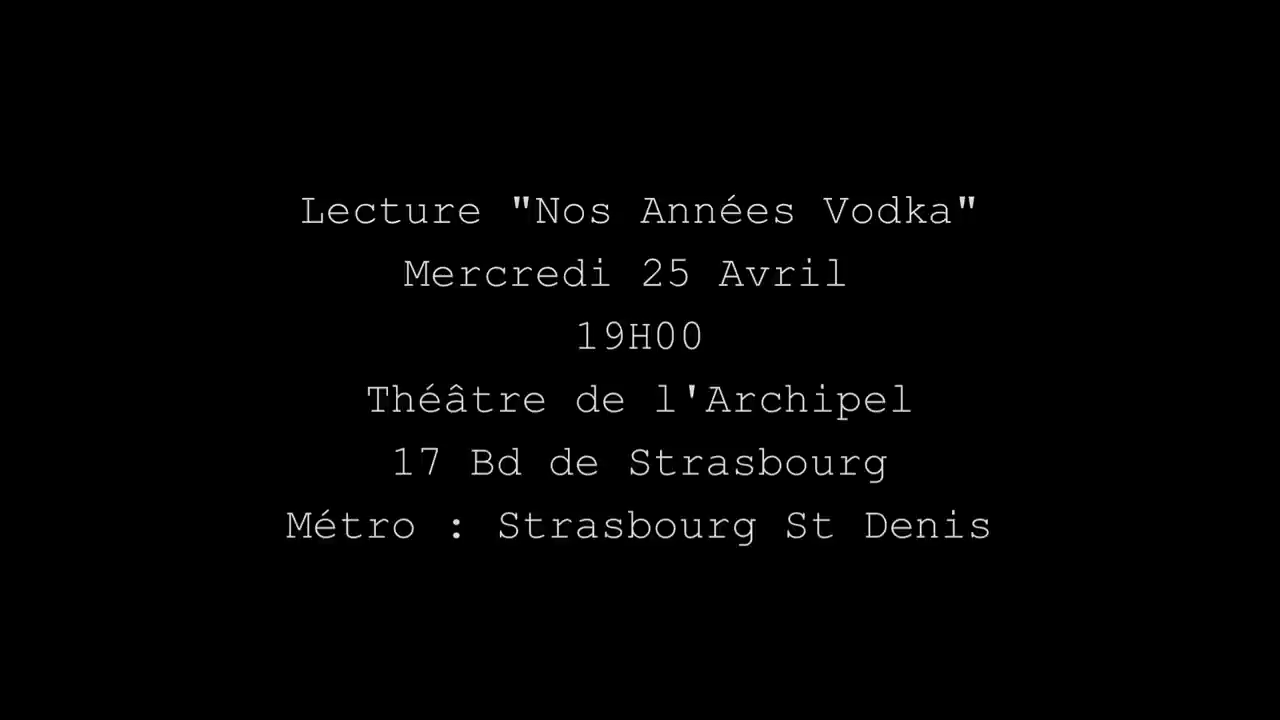 Lecture "Nos Années Vodka"
Mercredi 25 Avril
19H00
Théâtre de l'Archipel
17 Bd de Strasbourg
Métro : Strasbourg St Denis